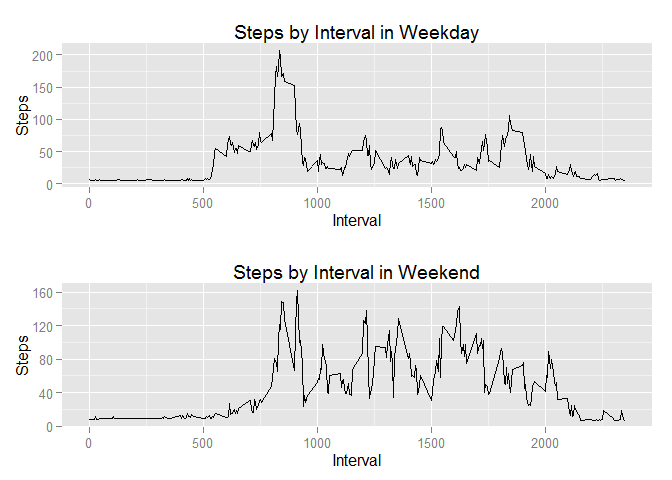 Steps by Interval in Weekday
200
150
100
50
0
Steps
0 500 1000 1500 2000
Interval
Steps by Interval in Weekend
160
120
80
40
0
Steps
0 500 1000 1500 2000
Interval